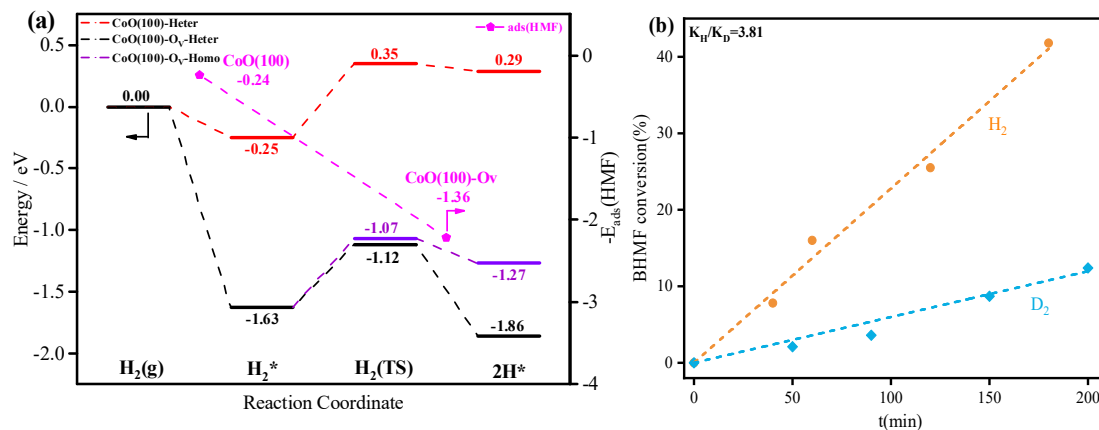 (a)
CoO(100)-Heter
CoO(100)-Oᵥ-Heter
CoO(100)-Oᵥ-Homo
ads(HMF)
CoO(100)
-0.24
0.35
0.29
0.00
-0.25
CoO(100)-Ov
-1.36
-1.07
-1.12
-1.27
-1.63
-1.86
H₂(g) H₂* H₂(TS) 2H*
0.5
0.0
-0.5
-1.0
-1.5
-2.0
Energy / eV
0
-1
-2
-3
-4
-E_ads(HMF)
Reaction Coordinate
(b)
K_H/K_D=3.81
H₂
D₂
40
30
20
10
0
BHMF conversion(%)
0 50 100 150 200
t(min)